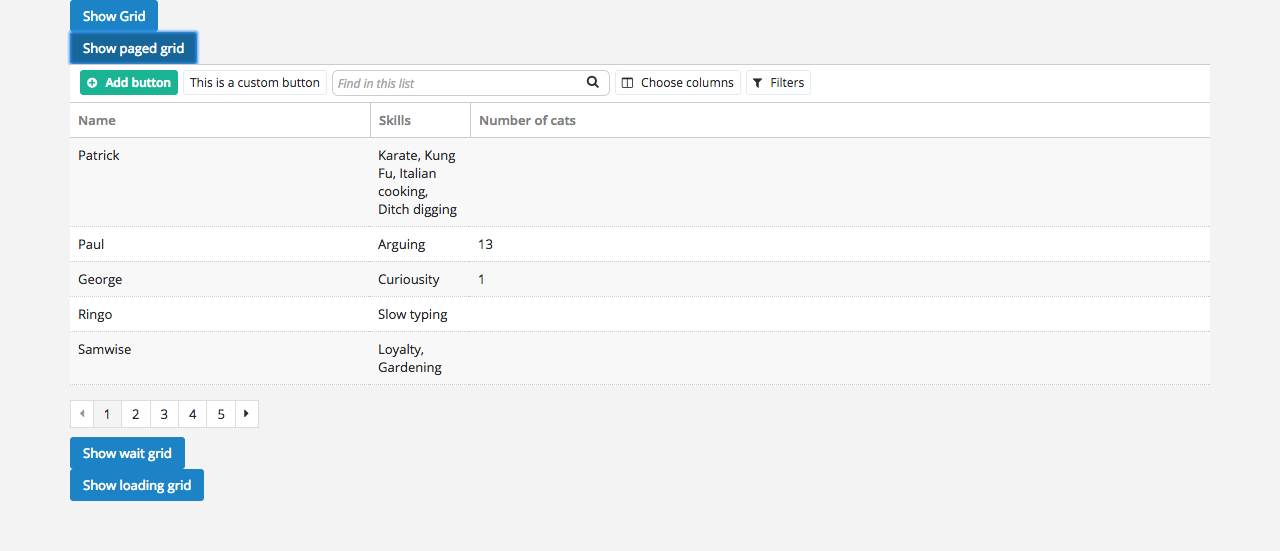 Show Grid
Show paged grid
Add button This is a custom button Find in this list Choose columns Filters
Name Skills Number of cats
Patrick Karate, Kung
Fu, Italian
cooking,
Ditch digging
Paul Arguing 13
George Curiousity 1
Ringo Slow typing
Samwise Loyalty,
Gardening
1 2 3 4 5
Show wait grid
Show loading grid